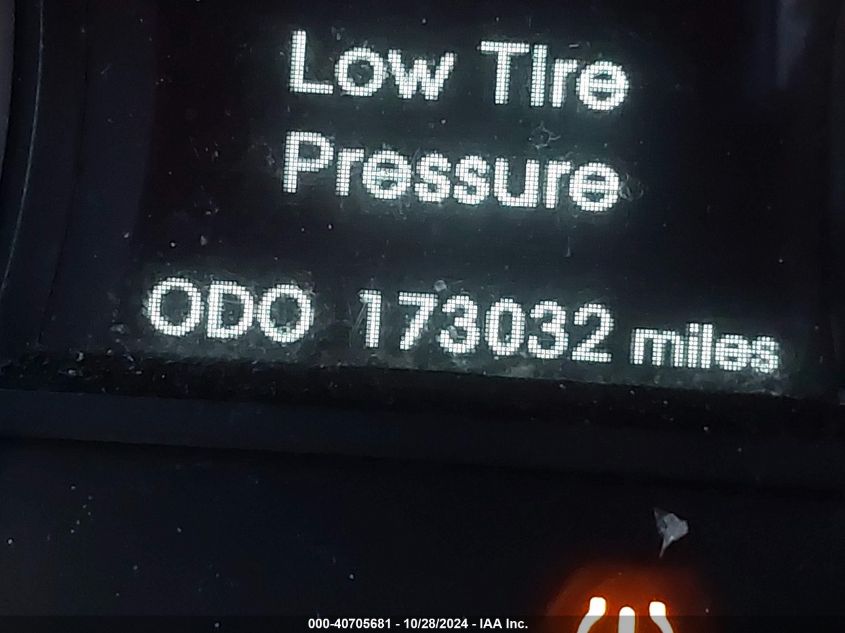 Low Tire
Pressure
ODO 173032 miles
000-40705681 - 10/28/2024 - IAA Inc.